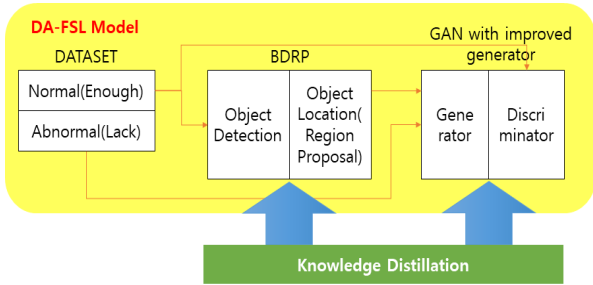 DA-FSL Model
GAN with improved
generator
DATASET
BDRP
Normal(Enough)
Abnormal(Lack)
Object
Detection
Object
Location(
Region
Proposal)
Gene
rator
Discri
minator
Knowledge Distillation